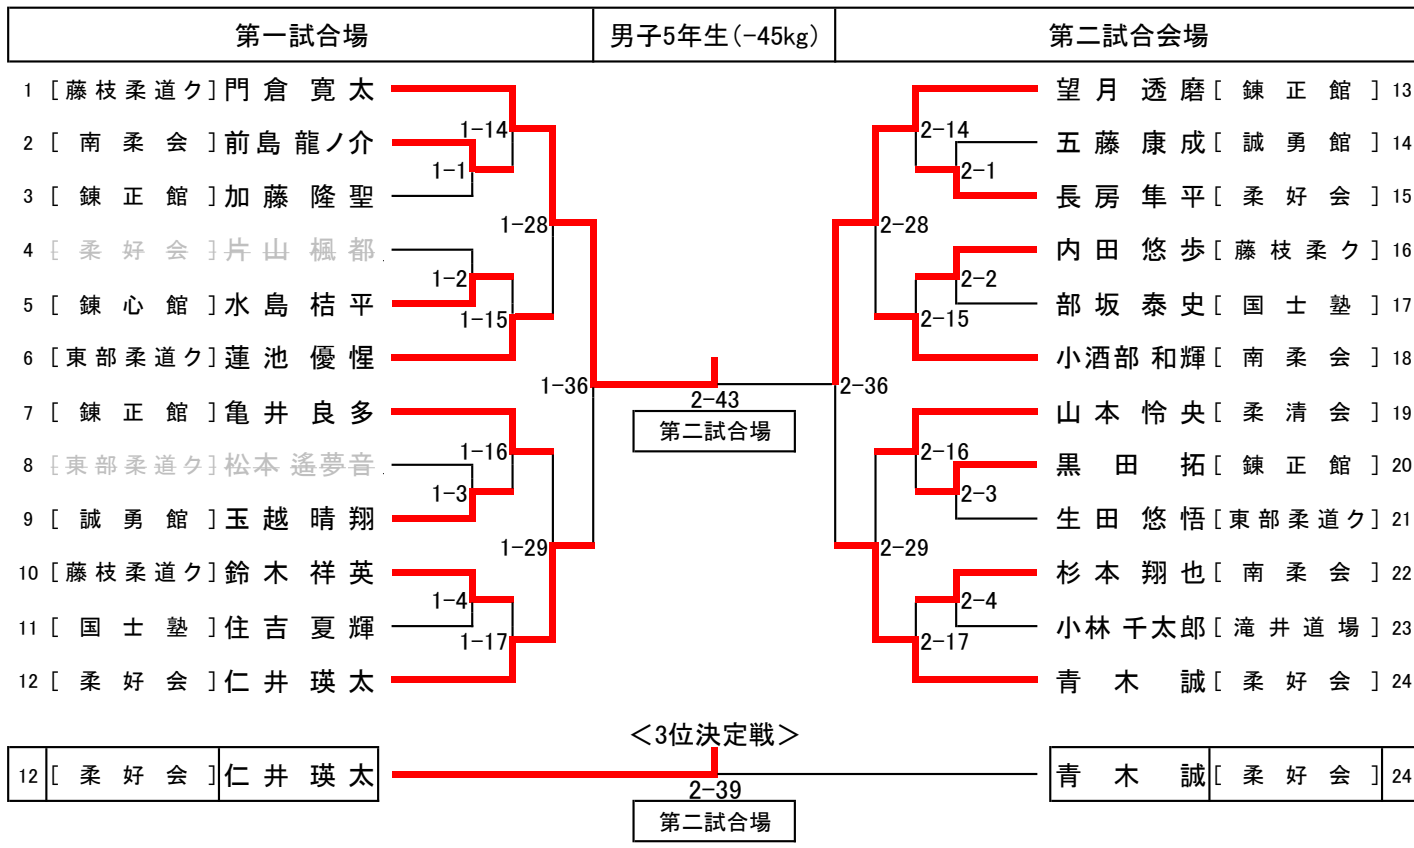 第一試合場 男子5年生(-45kg) 第二試合会場
1 [藤枝柔道ク] 門倉寛太 望月透磨 [錬正館] 13
1-14 2-14
2 [南柔会] 前島龍ノ介 五藤康成 [誠勇館] 14
1-1 2-1
3 [錬正館] 加藤隆聖 長房隼平 [柔好会] 15
1-28 2-28
4 [柔好会] 片山楓都 内田悠歩 [藤枝柔ク] 16
1-2 2-2
5 [錬心館] 水島桔平 部坂泰史 [国士塾] 17
1-15 2-15
6 [東部柔道ク] 蓮池優惺 小酒部和輝 [南柔会] 18
1-36 2-36
2-43
7 [錬正館] 亀井良多 山本怜央 [柔清会] 19
第二試合場
1-16 2-16
8 [東部柔道ク] 松本遙夢音 黒田拓 [錬正館] 20
1-3 2-3
9 [誠勇館] 玉越晴翔 生田悠悟 [東部柔道ク] 21
1-29 2-29
10 [藤枝柔道ク] 鈴木祥英 杉本翔也 [南柔会] 22
1-4 2-4
11 [国士塾] 住吉夏輝 小林千太郎 [滝井道場] 23
1-17 2-17
12 [柔好会] 仁井瑛太 青木誠 [柔好会] 24
<3位決定戦>
12 [柔好会] 仁井瑛太 青木誠 [柔好会] 24
2-39
第二試合場